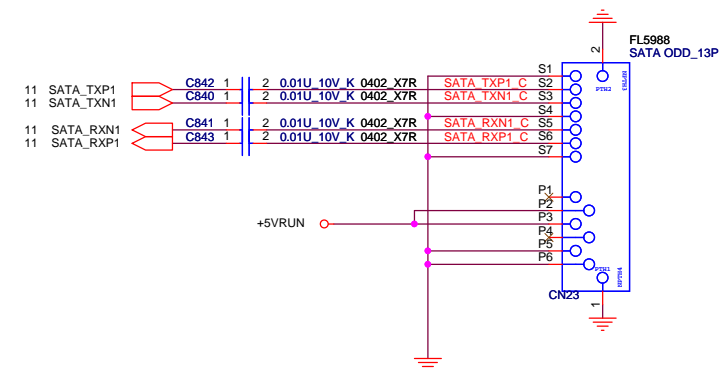 FL5988
SATA ODD_13P
2
S1
11 SATA_TXP1 C842 1 2 0.01U_10V_K 0402_X7R SATA_TXP1_C S2
11 SATA_TXN1 C840 1 2 0.01U_10V_K 0402_X7R SATA_TXN1_C S3
S4
11 SATA_RXN1 C841 1 2 0.01U_10V_K 0402_X7R SATA_RXN1_C S5
11 SATA_RXP1 C843 1 2 0.01U_10V_K 0402_X7R SATA_RXP1_C S6
S7
PTH2
NPTH3
P1
P2
+5VRUN P3
P4
P5
P6
PTH1
NPTH4
CN23
1